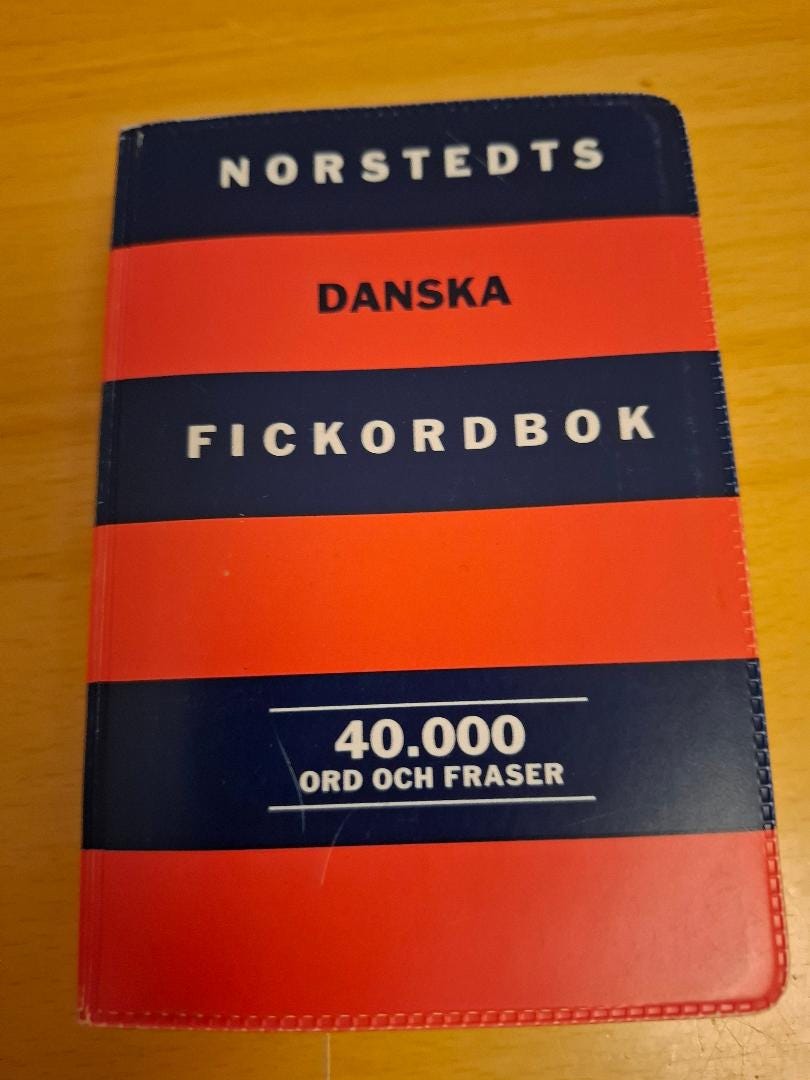 NORSTEDTS
DANSKA
FICKORDBOK
40.000
ORD OCH FRASER